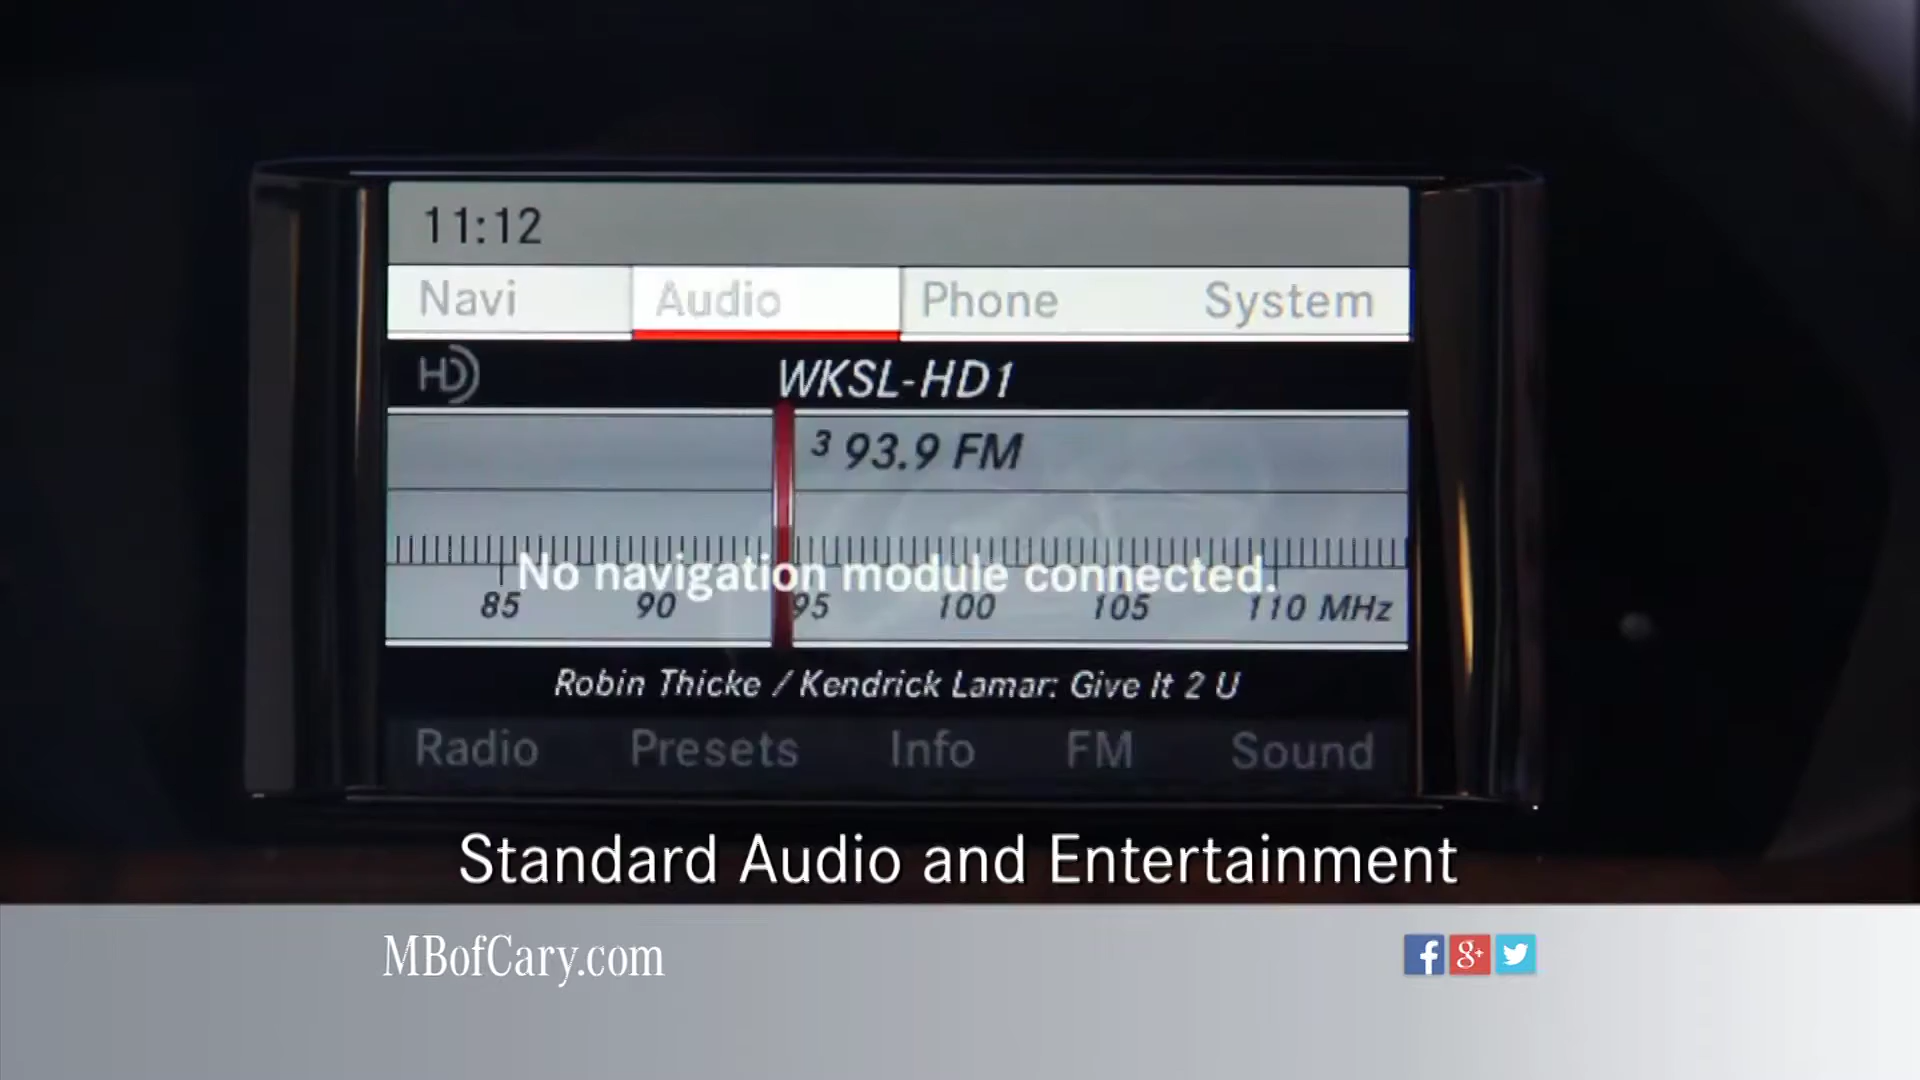 11:12
Navi Audio Phone System
HD
WKSL-HD1
3 93.9 FM
No navigation module connected.
85 90 95 100 105 110 MHz
Robin Thicke / Kendrick Lamar: Give It 2 U
Radio Presets Info FM Sound
Standard Audio and Entertainment
MBofCary.com
f g+